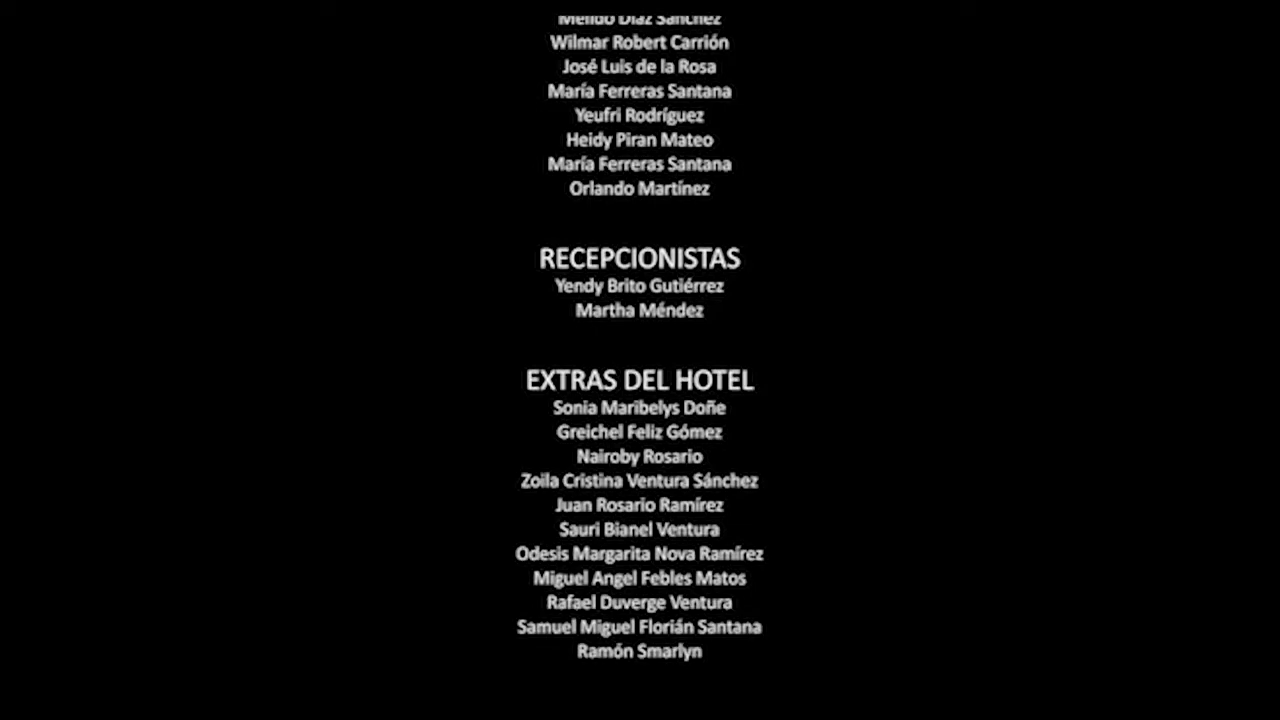 Díaz Sánchez
Wilmar Robert Carrión
José Luis de la Rosa
María Ferreras Santana
Yeufri Rodríguez
Heidy Piran Mateo
María Ferreras Santana
Orlando Martínez
RECEPCIONISTAS
Yendy Brito Gutiérrez
Martha Méndez
EXTRAS DEL HOTEL
Sonia Maribelys Doñe
Greichel Feliz Gómez
Nairoby Rosario
Zoila Cristina Ventura Sánchez
Juan Rosario Ramírez
Sauri Bianel Ventura
Odesis Margarita Nova Ramírez
Miguel Angel Febles Matos
Rafael Duverge Ventura
Samuel Miguel Florián Santana
Ramón Smarlyn